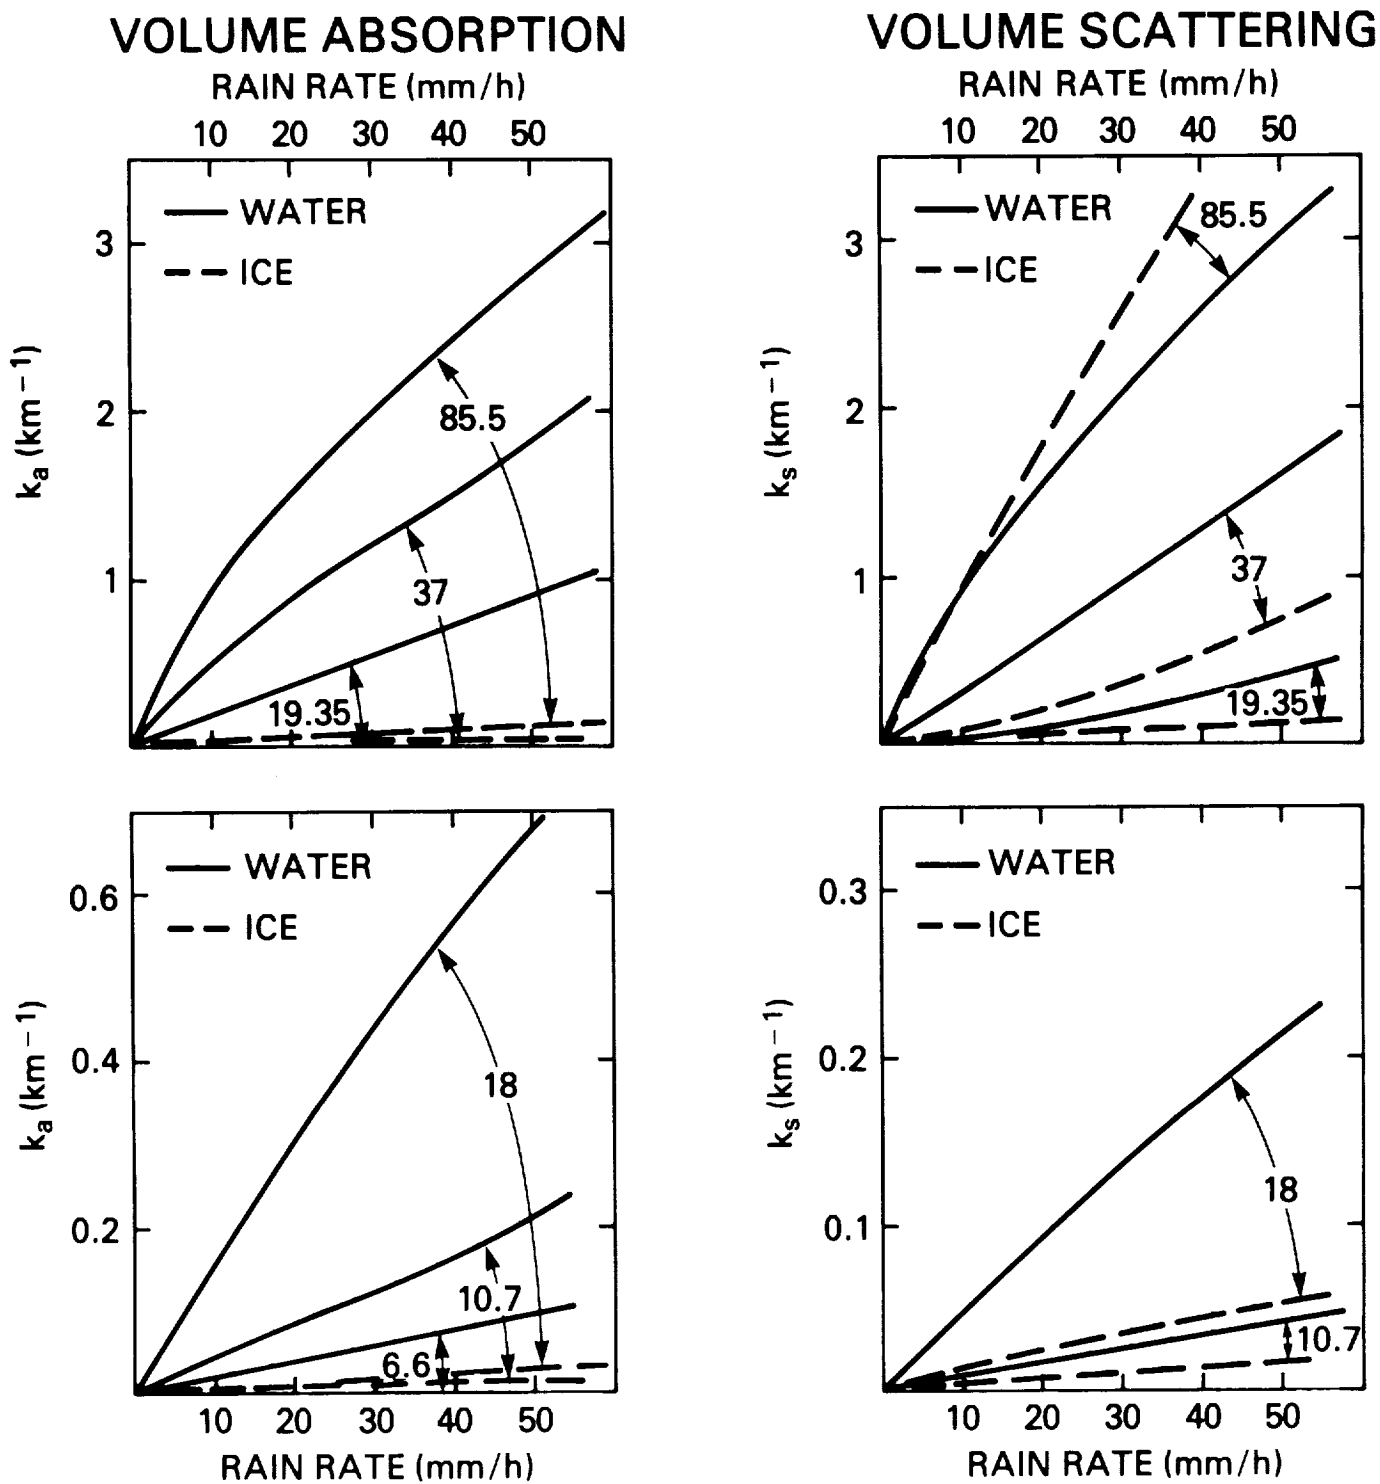 VOLUME ABSORPTION
RAIN RATE (mm/h)
10 20 30 40 50
WATER
ICE
3
2
1
kₐ (km⁻¹)
85.5
37
19.35
VOLUME SCATTERING
RAIN RATE (mm/h)
10 20 30 40 50
WATER
ICE
3
2
1
kₛ (km⁻¹)
85.5
37
19.35
WATER
ICE
0.6
0.4
0.2
kₐ (km⁻¹)
18
10.7
6.6
10 20 30 40 50
RAIN RATE (mm/h)
WATER
ICE
0.3
0.2
0.1
kₛ (km⁻¹)
18
10.7
10 20 30 40 50
RAIN RATE (mm/h)